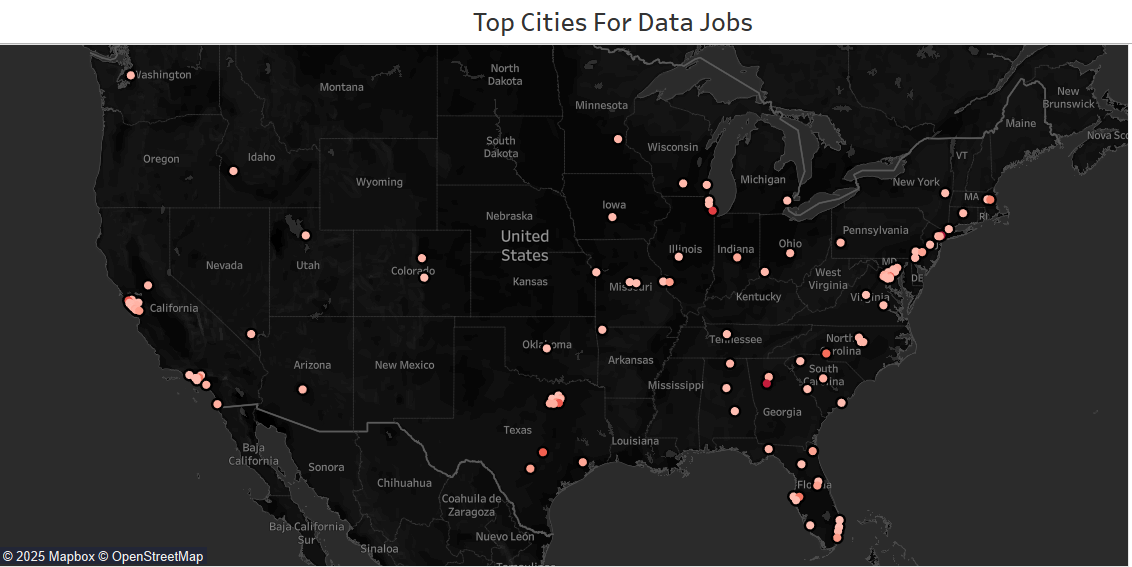 Top Cities For Data Jobs
Washington
Montana
North
Dakota
Minnesota
New
Brunswick
Maine
Nova Sc
Oregon
Idaho
South
Dakota
Wisconsin
Michigan
VT
Wyoming
New York
MA
Iowa
RI
Nebraska
United
States
Nevada
Utah
Colorado
Kansas
Illinois
Indiana
Ohio
Pennsylvania
MD
DE
West
Virginia
Virginia
California
Missouri
Kentucky
Arizona
New Mexico
Oklahoma
Arkansas
Tennessee
North
rolina
Mississippi
South
Georgia
Texas
Louisiana
Baja
California
Sonora
Chihuahua
Coahuila de
Zaragoza
Baja California
Sur
Sinaloa
Nuevo León
Tamaulipas
© 2025 Mapbox © OpenStreetMap